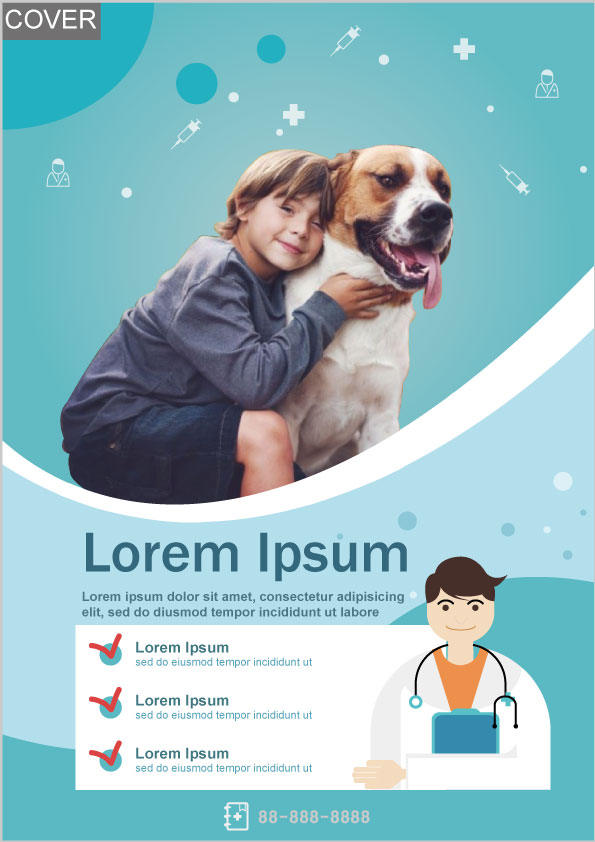 COVER
Lorem Ipsum
Lorem ipsum dolor sit amet, consectetur adipisicing
elit, sed do eiusmod tempor incididunt ut labore
Lorem Ipsum
sed do eiusmod tempor incididunt ut
Lorem Ipsum
sed do eiusmod tempor incididunt ut
Lorem Ipsum
sed do eiusmod tempor incididunt ut
88-888-8888